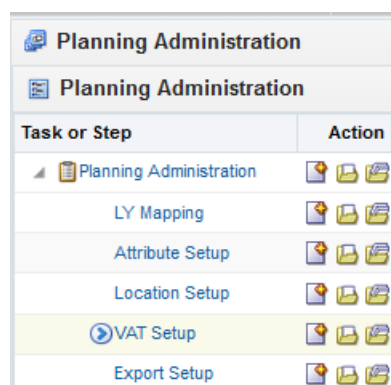 Planning Administration
Planning Administration
Task or Step Action
Planning Administration
LY Mapping
Attribute Setup
Location Setup
VAT Setup
Export Setup